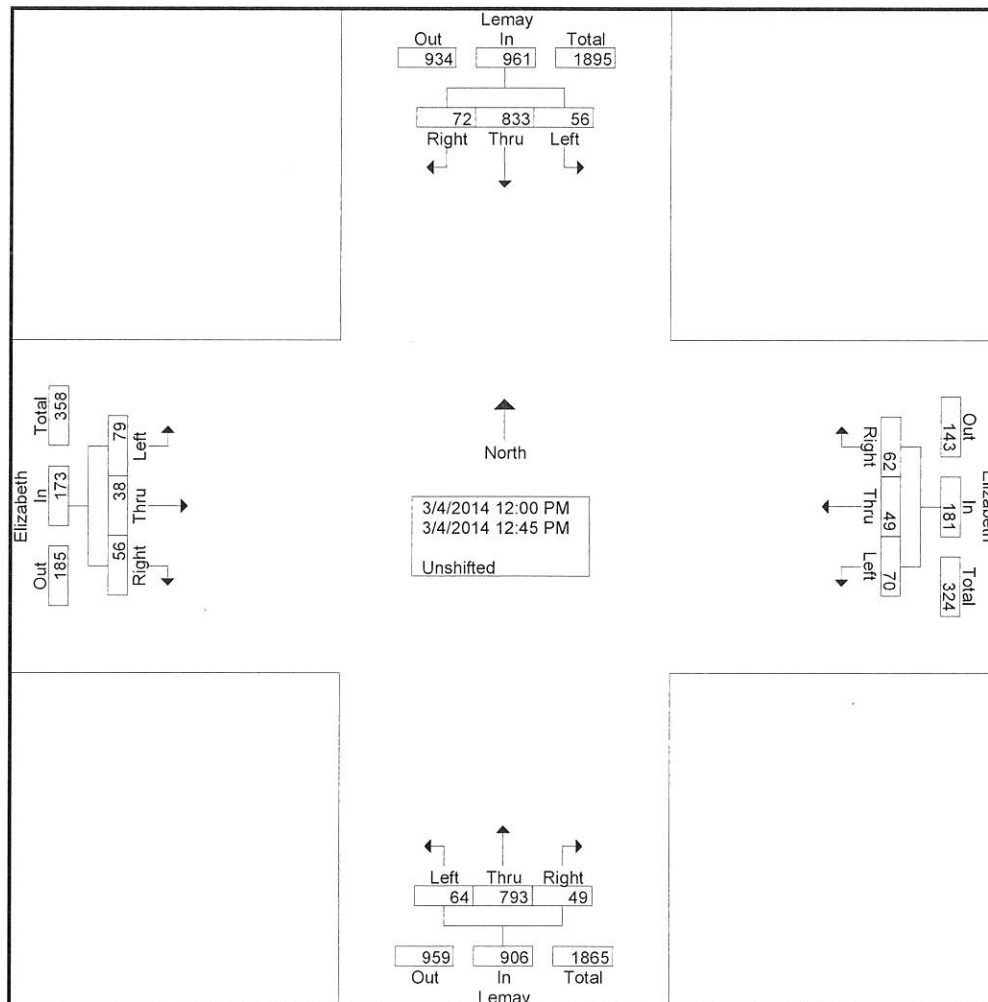 Lemay
Out In Total
934 961 1895
72 833 56
Right Thru Left
Elizabeth
Total In Out
358 173 185
79 38 56
Left Thru Right
North
3/4/2014 12:00 PM
3/4/2014 12:45 PM
Unshifted
Right Thru Left
62 49 70
Out In Total
143 181 324
Elizabeth
Left Thru Right
64 793 49
959 906 1865
Out In Total
Lemay